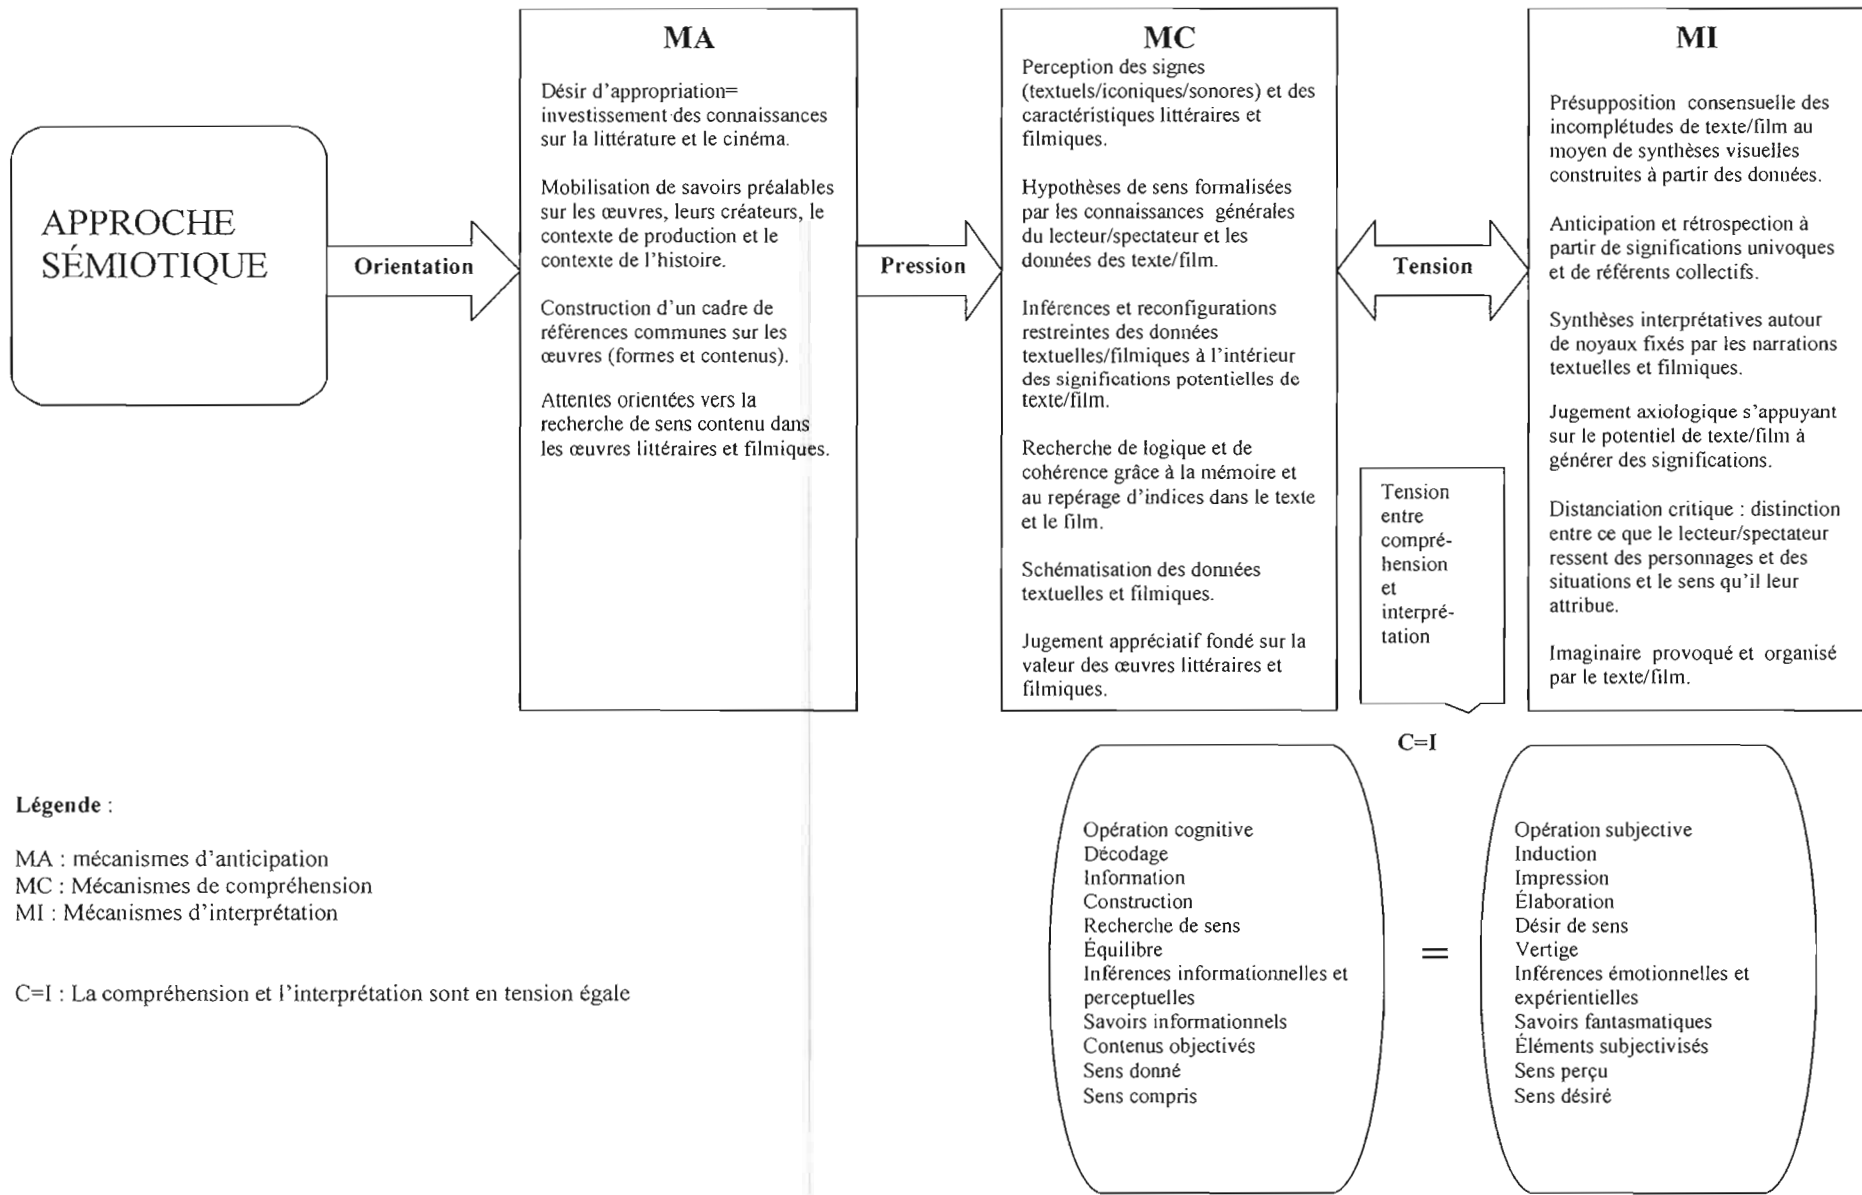 APPROCHE
SÉMIOTIQUE
Orientation
MA
Désir d'appropriation=
investissement des connaissances
sur la littérature et le cinéma.
Mobilisation de savoirs préalables
sur les œuvres, leurs créateurs, le
contexte de production et le
contexte de l'histoire.
Construction d'un cadre de
références communes sur les
œuvres (formes et contenus).
Attentes orientées vers la
recherche de sens contenu dans
les œuvres littéraires et filmiques.
Pression
MC
Perception des signes
(textuels/iconiques/sonores) et des
caractéristiques littéraires et
filmiques.
Hypothèses de sens formalisées
par les connaissances générales
du lecteur/spectateur et les
données des texte/film.
Inférences et reconfigurations
restreintes des données
textuelles/filmiques à l'intérieur
des significations potentielles de
texte/film.
Recherche de logique et de
cohérence grâce à la mémoire et
au repérage d'indices dans le texte
et le film.
Schématisation des données
textuelles et filmiques.
Jugement appréciatif fondé sur la
valeur des œuvres littéraires et
filmiques.
Tension
Tension
entre
compré-
hension
et
interpré-
tation
MI
Présupposition consensuelle des
incomplétudes de texte/film au
moyen de synthèses visuelles
construites à partir des données.
Anticipation et rétrospection à
partir de significations univoques
et de référents collectifs.
Synthèses interprétatives autour
de noyaux fixés par les narrations
textuelles et filmiques.
Jugement axiologique s'appuyant
sur le potentiel de texte/film à
générer des significations.
Distanciation critique : distinction
entre ce que le lecteur/spectateur
ressent des personnages et des
situations et le sens qu'il leur
attribue.
Imaginaire provoqué et organisé
par le texte/film.
C=I
Légende :
MA : mécanismes d'anticipation
MC : Mécanismes de compréhension
MI : Mécanismes d'interprétation
C=I : La compréhension et l'interprétation sont en tension égale
Opération cognitive
Décodage
Information
Construction
Recherche de sens
Équilibre
Inférences informationnelles et
perceptuelles
Savoirs informationnels
Contenus objectivés
Sens donné
Sens compris
=
Opération subjective
Induction
Impression
Élaboration
Désir de sens
Vertige
Inférences émotionnelles et
expérientielles
Savoirs fantasmatiques
Éléments subjectivisés
Sens perçu
Sens désiré